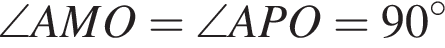 ∠AMO = ∠APO = 90°